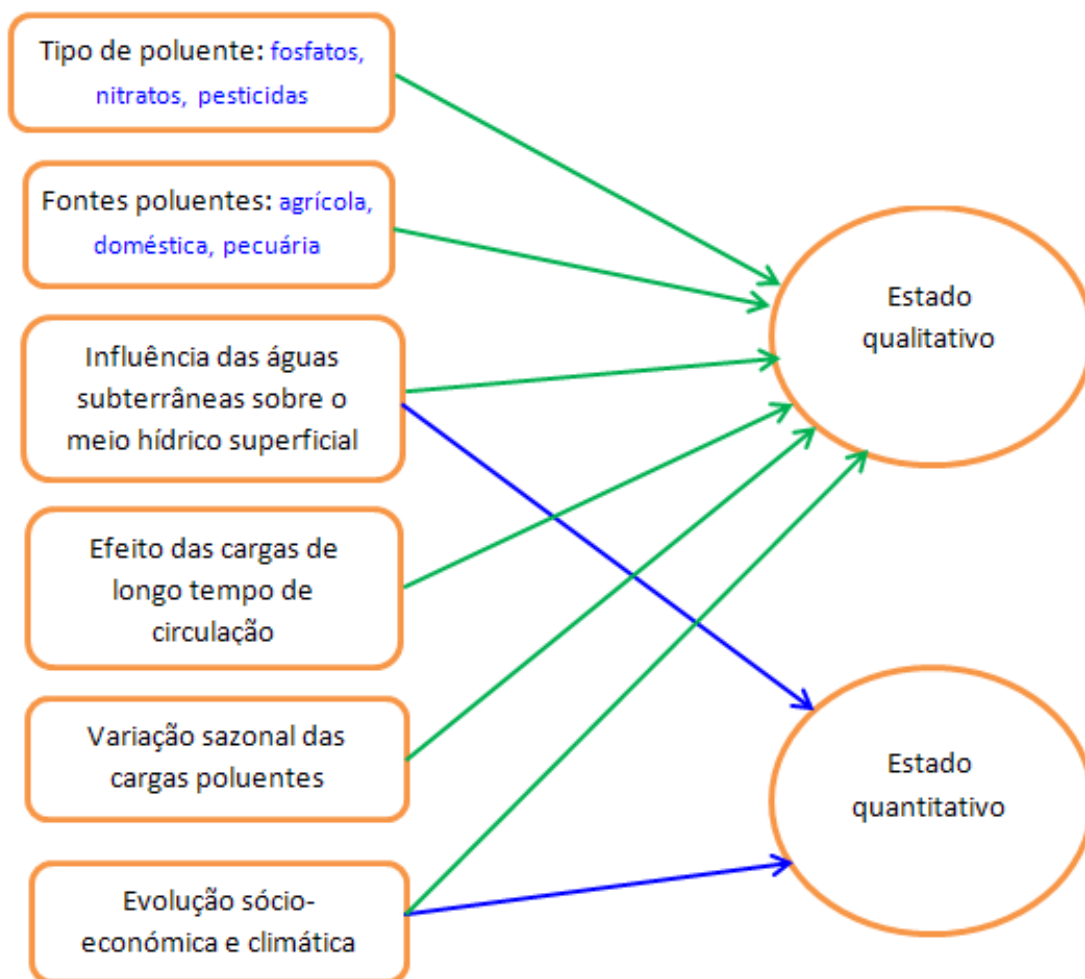 Tipo de poluente: fosfatos,
nitratos, pesticidas
Fontes poluentes: agrícola,
doméstica, pecuária
Influência das águas
subterrâneas sobre o
meio hídrico superficial
Efeito das cargas de
longo tempo de
circulação
Variação sazonal das
cargas poluentes
Evolução sócio-
económica e climática
Estado
qualitativo
Estado
quantitativo